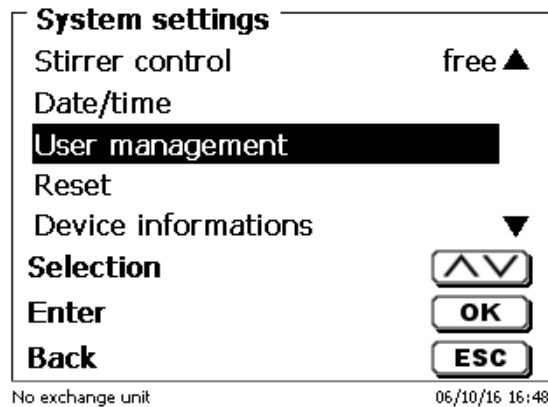 System settings
Stirrer control free ▲
Date/time
User management
Reset
Device informations ▼
Selection
Enter OK
Back ESC
No exchange unit 06/10/16 16:48